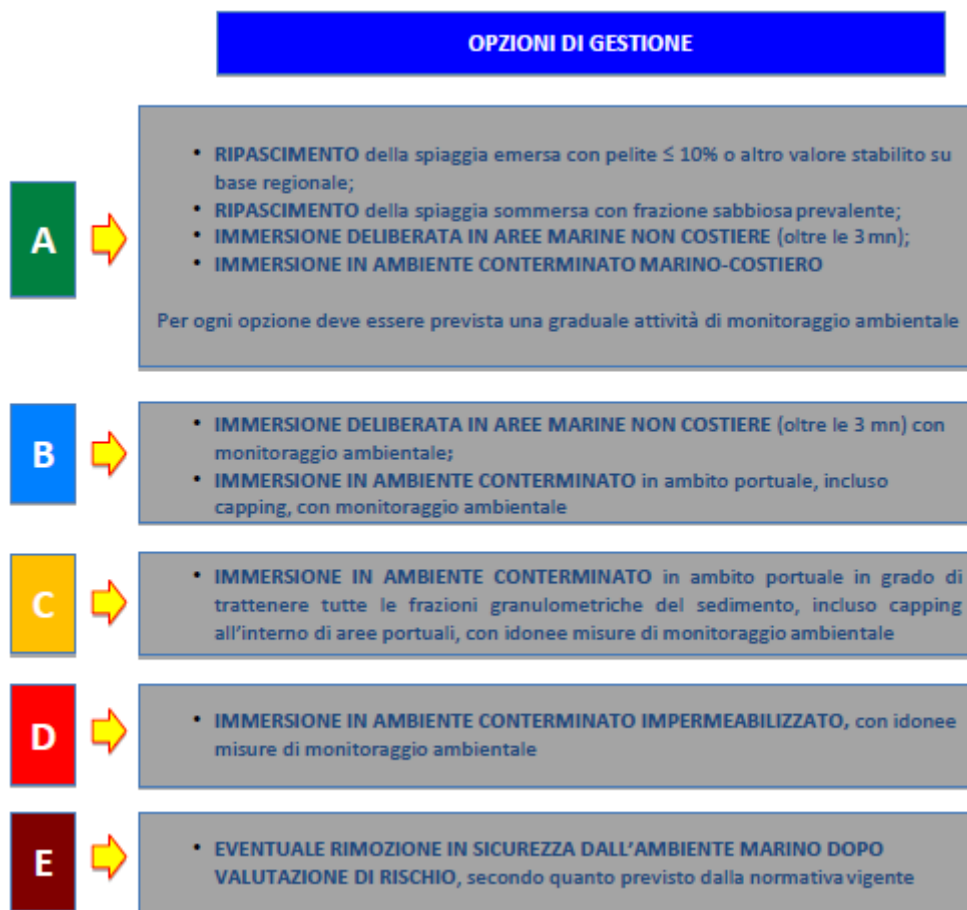 OPZIONI DI GESTIONE
A
• RIPASCIMENTO della spiaggia emersa con pelite ≤ 10% o altro valore stabilito su
base regionale;
• RIPASCIMENTO della spiaggia sommersa con frazione sabbiosa prevalente;
• IMMERSIONE DELIBERATA IN AREE MARINE NON COSTIERE (oltre le 3 mn);
• IMMERSIONE IN AMBIENTE CONTERMINATO MARINO-COSTIERO
Per ogni opzione deve essere prevista una graduale attività di monitoraggio ambientale
B
• IMMERSIONE DELIBERATA IN AREE MARINE NON COSTIERE (oltre le 3 mn) con
monitoraggio ambientale;
• IMMERSIONE IN AMBIENTE CONTERMINATO in ambito portuale, incluso
capping, con monitoraggio ambientale
C
• IMMERSIONE IN AMBIENTE CONTERMINATO in ambito portuale in grado di
trattenere tutte le frazioni granulometriche del sedimento, incluso capping
all'interno di aree portuali, con idonee misure di monitoraggio ambientale
D
• IMMERSIONE IN AMBIENTE CONTERMINATO IMPERMEABILIZZATO, con idonee
misure di monitoraggio ambientale
E
• EVENTUALE RIMOZIONE IN SICUREZZA DALL'AMBIENTE MARINO DOPO
VALUTAZIONE DI RISCHIO, secondo quanto previsto dalla normativa vigente